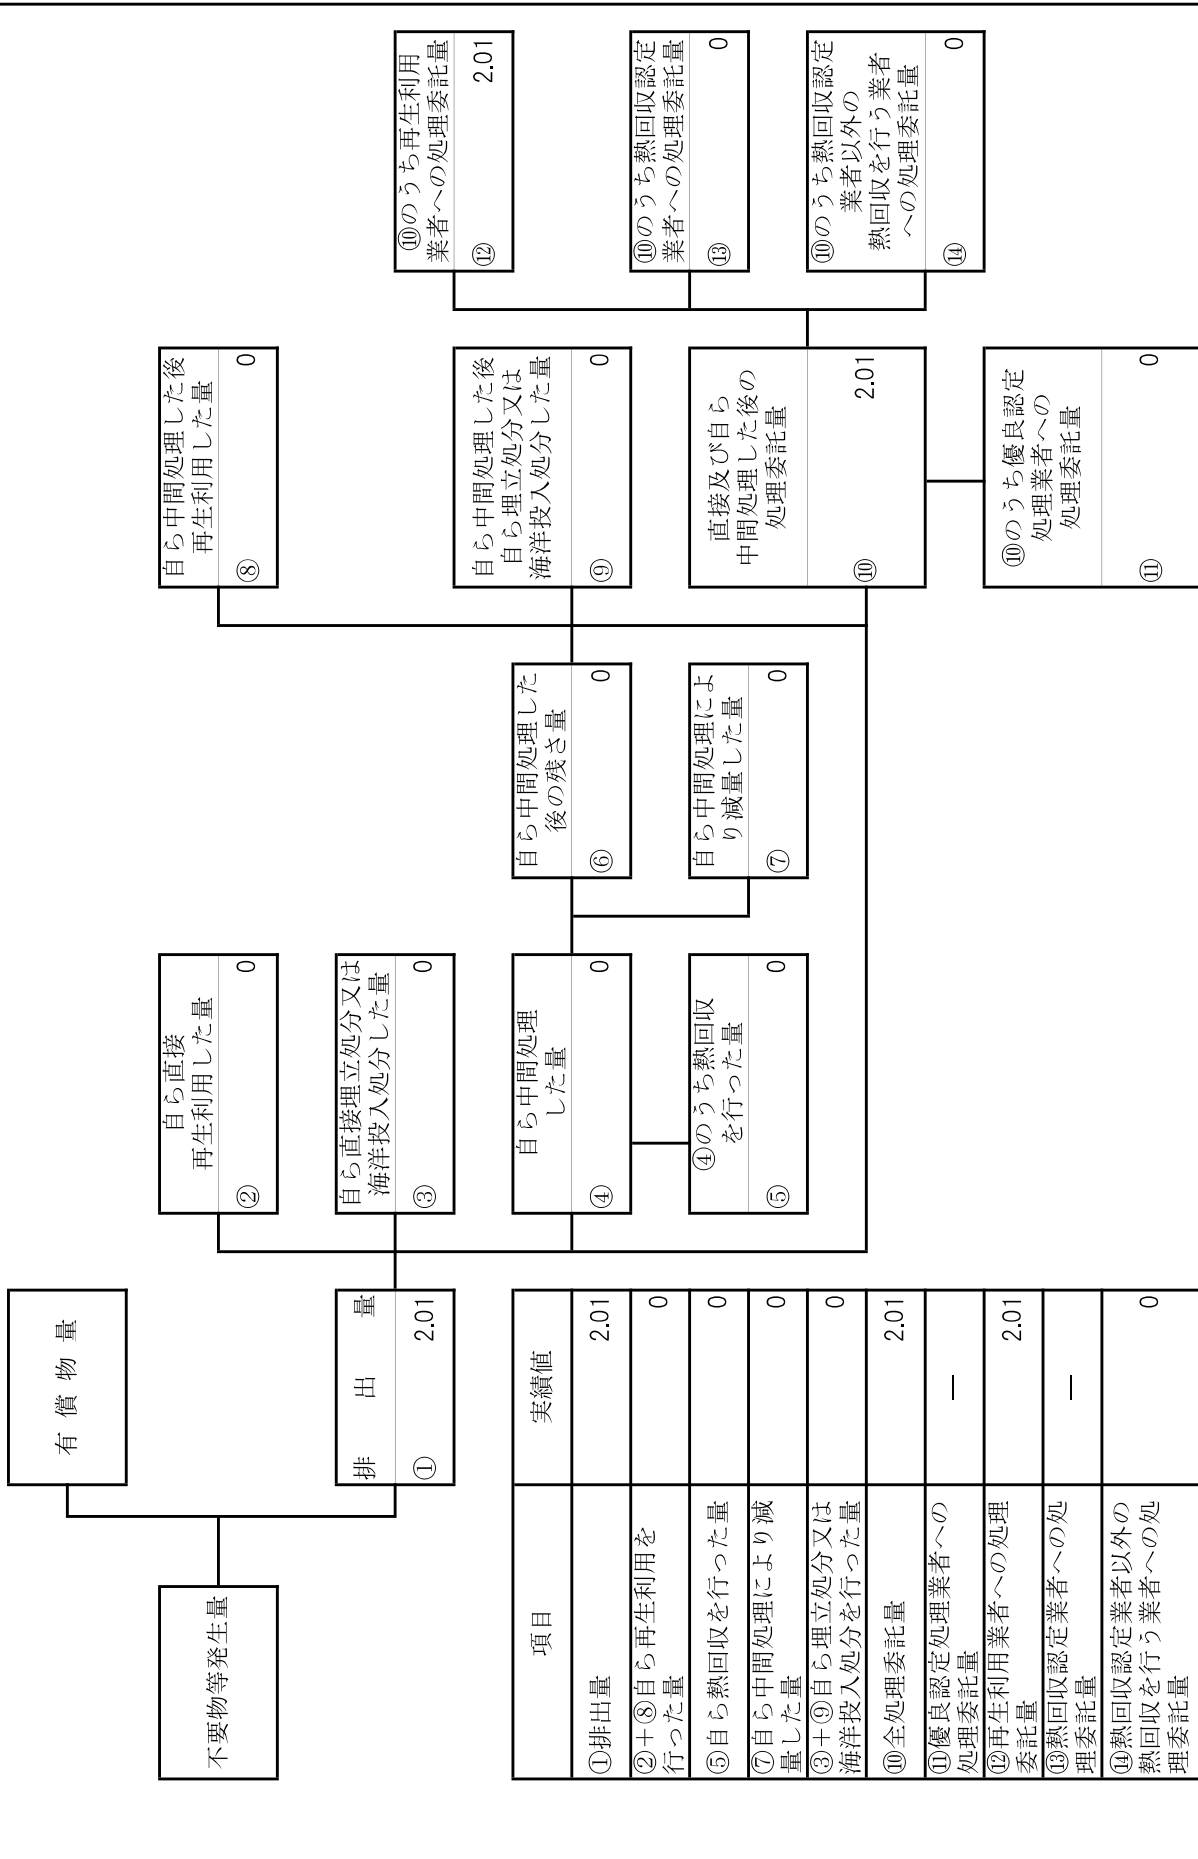 不要物等発生量
有償物量
排出量
① 2.01
自ら直接
再生利用した量
② 0
自ら直接埋立処分又は
海洋投入処分した量
③ 0
自ら中間処理
した量
④ 0
④のうち熱回収
を行った量
⑤ 0
自ら中間処理した
後の残さ量
⑥ 0
自ら中間処理によ
り減量した量
⑦ 0
自ら中間処理した後
再生利用した量
⑧ 0
自ら中間処理した後
自ら埋立処分又は
海洋投入処分した量
⑨ 0
直接及び自ら
中間処理した後の
処理委託量
⑩ 2.01
⑩のうち優良認定
処理業者への
処理委託量
⑪ 0
⑩のうち再生利用
業者への処理委託量
⑫ 2.01
⑩のうち熱回収認定
業者への処理委託量
⑬ 0
⑩のうち熱回収認定
業者以外の
熱回収を行う業者
への処理委託量
⑭ 0
項目 実績値
①排出量 2.01
②+⑧自ら再生利用を
行った量 0
⑤自ら熱回収を行った量 0
⑦自ら中間処理により減
量した量 0
③+⑨自ら埋立処分又は
海洋投入処分を行った量 0
⑩全処理委託量 2.01
⑪優良認定処理業者への
処理委託量 ―
⑫再生利用業者への処理
委託量 2.01
⑬熱回収認定業者への処
理委託量 ―
⑭熱回収認定業者以外の
熱回収を行う業者への処
理委託量 0